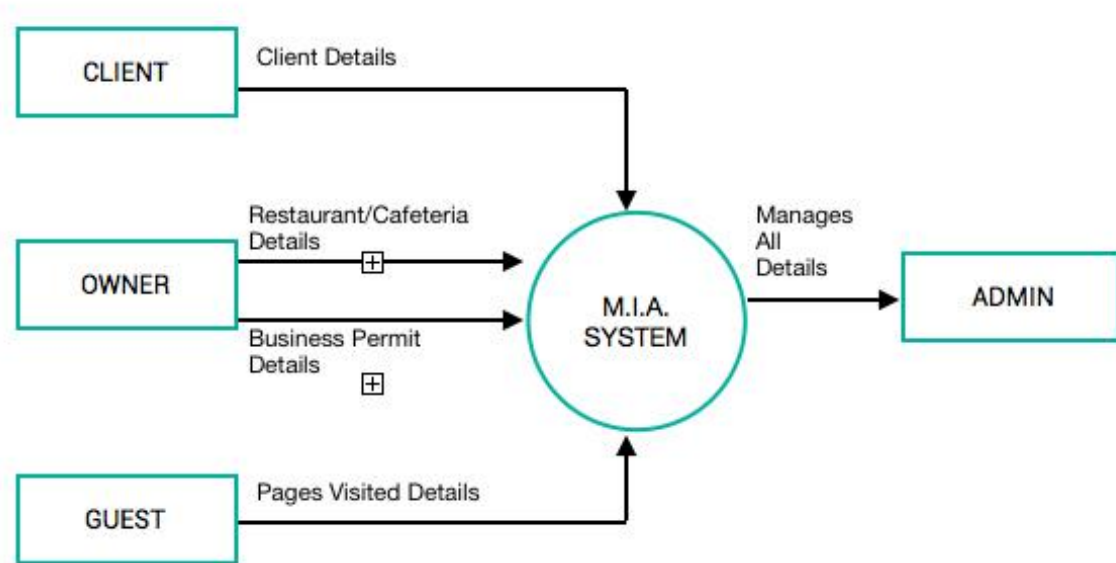 CLIENT
Client Details
Restaurant/Cafeteria
Details
OWNER
Business Permit
Details
M.I.A.
SYSTEM
Manages
All
Details
ADMIN
Pages Visited Details
GUEST